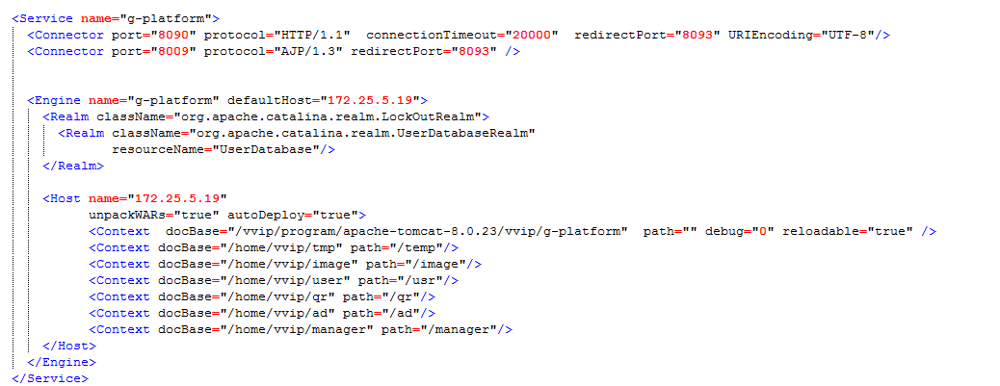 <Service name="g-platform">
<Connector port="8090" protocol="HTTP/1.1"  connectionTimeout="20000"  redirectPort="8093" URIEncoding="UTF-8"/>
<Connector port="8009" protocol="AJP/1.3" redirectPort="8093" />
<Engine name="g-platform" defaultHost="172.25.5.19">
<Realm className="org.apache.catalina.realm.LockOutRealm">
<Realm className="org.apache.catalina.realm.UserDatabaseRealm"
resourceName="UserDatabase"/>
</Realm>
<Host name="172.25.5.19"
unpackWARs="true" autoDeploy="true">
<Context  docBase="/vvip/program/apache-tomcat-8.0.23/vvip/g-platform"  path="" debug="0" reloadable="true" />
<Context docBase="/home/vvip/tmp" path="/temp"/>
<Context docBase="/home/vvip/image" path="/image"/>
<Context docBase="/home/vvip/user" path="/usr"/>
<Context docBase="/home/vvip/qr" path="/qr"/>
<Context docBase="/home/vvip/ad" path="/ad"/>
<Context docBase="/home/vvip/manager" path="/manager"/>
</Host>
</Engine>
</Service>